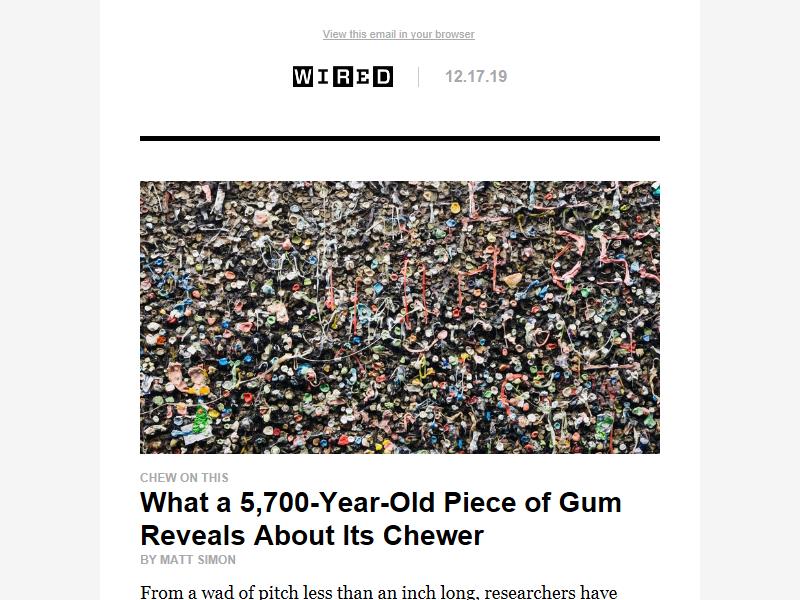 View this email in your browser
WIRED
12.17.19
CHEW ON THIS
What a 5,700-Year-Old Piece of Gum
Reveals About Its Chewer
BY MATT SIMON
From a wad of pitch less than an inch long, researchers have